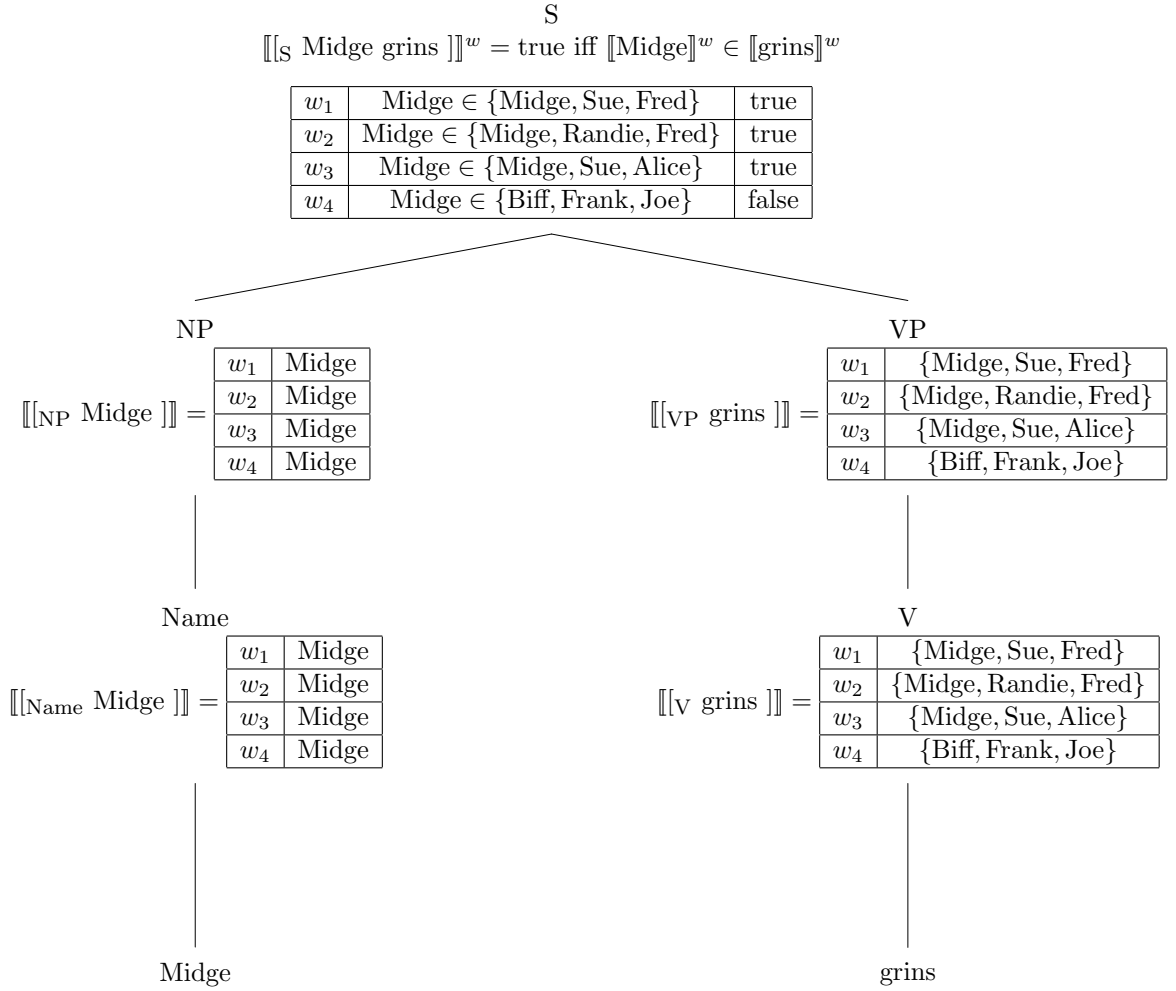 S
⟦[S Midge grins ]⟧ʷ = true iff ⟦Midge⟧ʷ ∈ ⟦grins⟧ʷ
w₁ Midge ∈ {Midge, Sue, Fred} true
w₂ Midge ∈ {Midge, Randie, Fred} true
w₃ Midge ∈ {Midge, Sue, Alice} true
w₄ Midge ∈ {Biff, Frank, Joe} false
NP
⟦[NP Midge ]⟧ =
w₁ Midge
w₂ Midge
w₃ Midge
w₄ Midge
VP
⟦[VP grins ]⟧ =
w₁ {Midge, Sue, Fred}
w₂ {Midge, Randie, Fred}
w₃ {Midge, Sue, Alice}
w₄ {Biff, Frank, Joe}
Name
⟦[Name Midge ]⟧ =
w₁ Midge
w₂ Midge
w₃ Midge
w₄ Midge
V
⟦[V grins ]⟧ =
w₁ {Midge, Sue, Fred}
w₂ {Midge, Randie, Fred}
w₃ {Midge, Sue, Alice}
w₄ {Biff, Frank, Joe}
Midge
grins